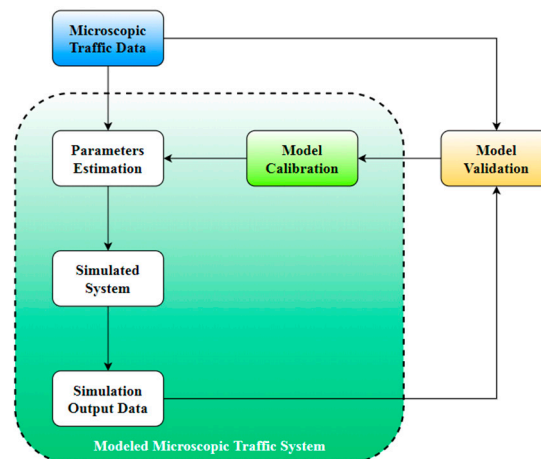 Microscopic
Traffic Data
Parameters
Estimation
Model
Calibration
Model
Validation
Simulated
System
Simulation
Output Data
Modeled Microscopic Traffic System